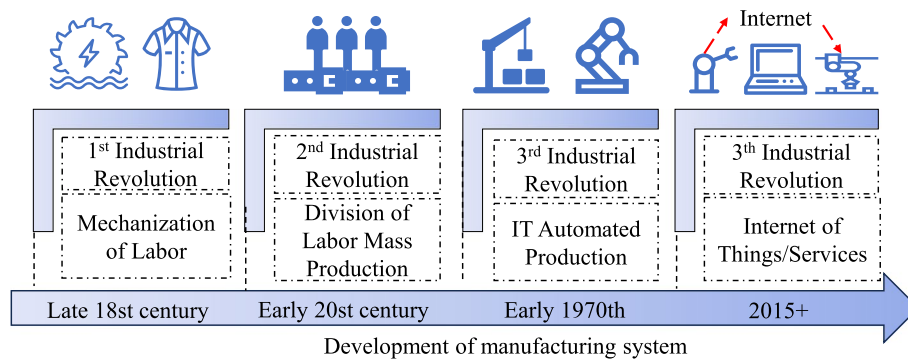 Internet
1st Industrial
Revolution
Mechanization
of Labor
2nd Industrial
Revolution
Division of
Labor Mass
Production
3rd Industrial
Revolution
IT Automated
Production
3th Industrial
Revolution
Internet of
Things/Services
Late 18st century
Early 20st century
Early 1970th
2015+
Development of manufacturing system